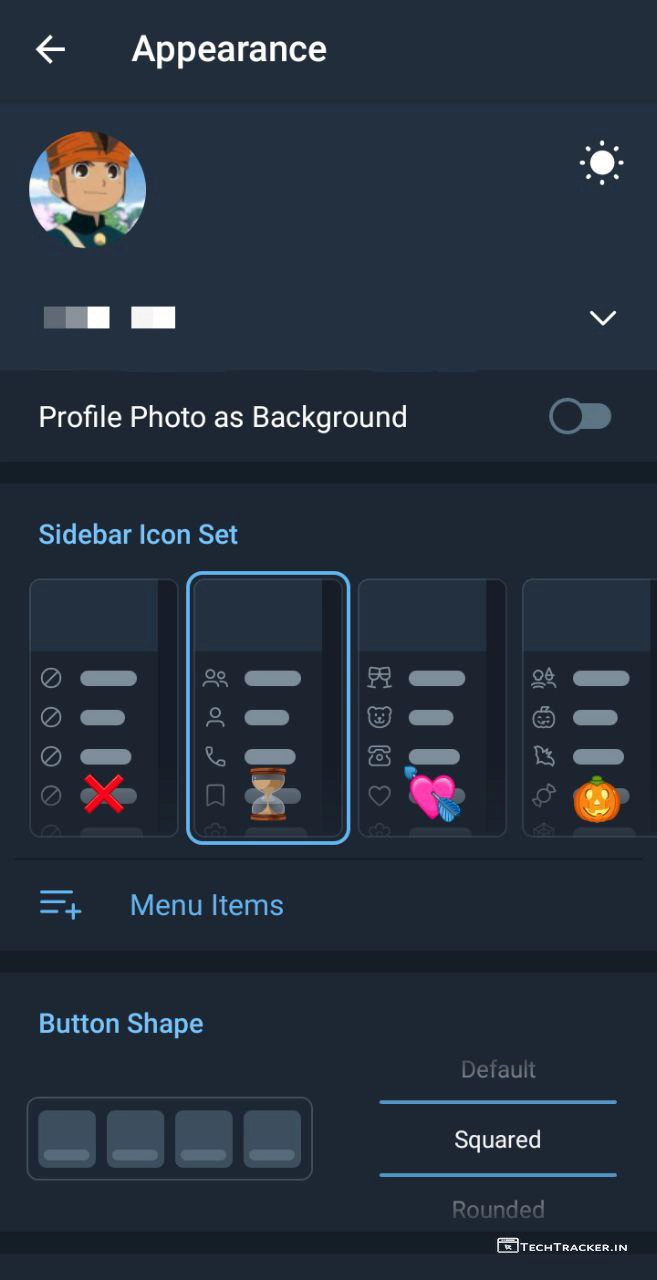 Appearance
Profile Photo as Background
Sidebar Icon Set
Menu Items
Button Shape
Default
Squared
Rounded
TECHTRACKER.IN